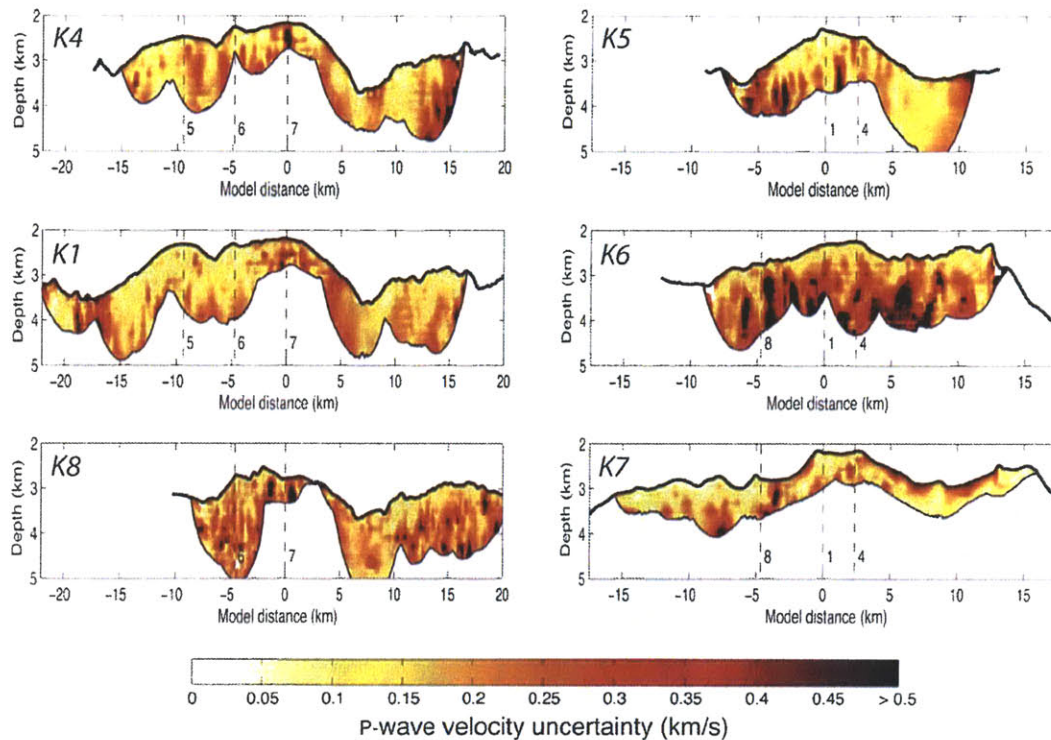 K4
Depth (km)
2
3
4
5
5
6
7
−20 −15 −10 −5 0 5 10 15 20
Model distance (km)
K5
Depth (km)
2
3
4
5
1
4
−15 −10 −5 0 5 10 15
Model distance (km)
K1
Depth (km)
2
3
4
5
5
6
7
−20 −15 −10 −5 0 5 10 15 20
Model distance (km)
K6
Depth (km)
2
3
4
5
8
1
4
−15 −10 −5 0 5 10 15
Model distance (km)
K8
Depth (km)
2
3
4
5
6
7
−20 −15 −10 −5 0 5 10 15 20
Model distance (km)
K7
Depth (km)
2
3
4
5
8
1
4
−15 −10 −5 0 5 10 15
Model distance (km)
0 0.05 0.1 0.15 0.2 0.25 0.3 0.35 0.4 0.45 > 0.5
P-wave velocity uncertainty (km/s)